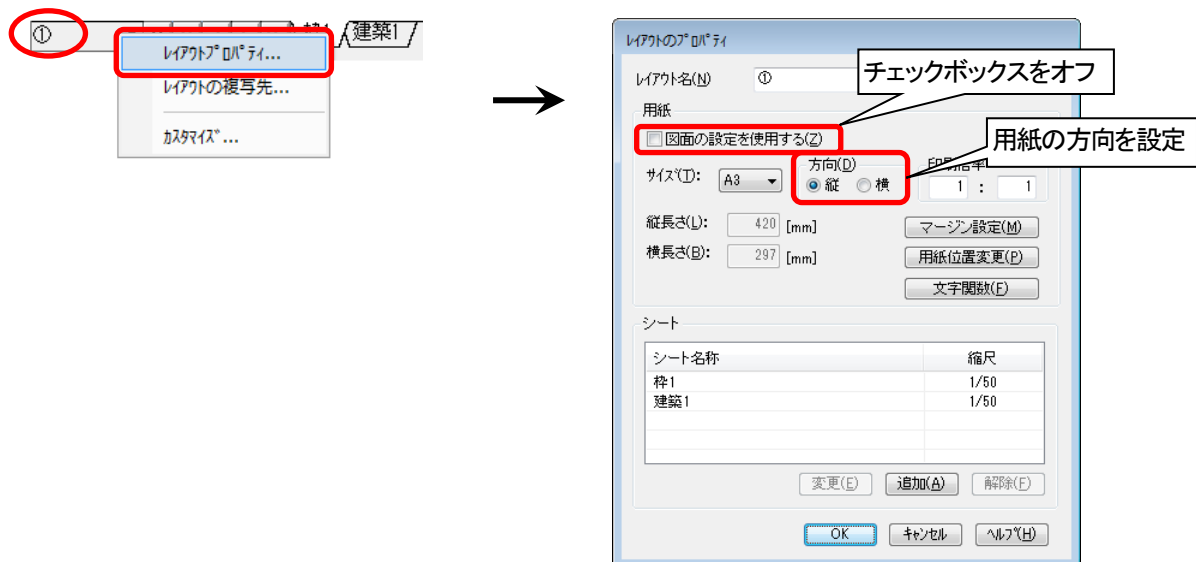 ①
枠1
建築1
ﾚｲｱｳﾄﾌﾟﾛﾊﾟﾃｨ...
ﾚｲｱｳﾄの複写先...
ｶｽﾀﾏｲｽﾞ...
ﾚｲｱｳﾄのﾌﾟﾛﾊﾟﾃｨ
ﾚｲｱｳﾄ名(N)
①
チェックボックスをオフ
用紙
図面の設定を使用する(Z)
用紙の方向を設定
ｻｲｽﾞ(T):
A3
方向(D)
縦
横
1 : 1
縦長さ(L):
420 [mm]
マージン設定(M)
横長さ(B):
297 [mm]
用紙位置変更(P)
文字関数(F)
シート
シート名称 縮尺
枠1 1/50
建築1 1/50
変更(E) 追加(A) 解除(F)
OK ｷｬﾝｾﾙ ﾍﾙﾌﾟ(H)